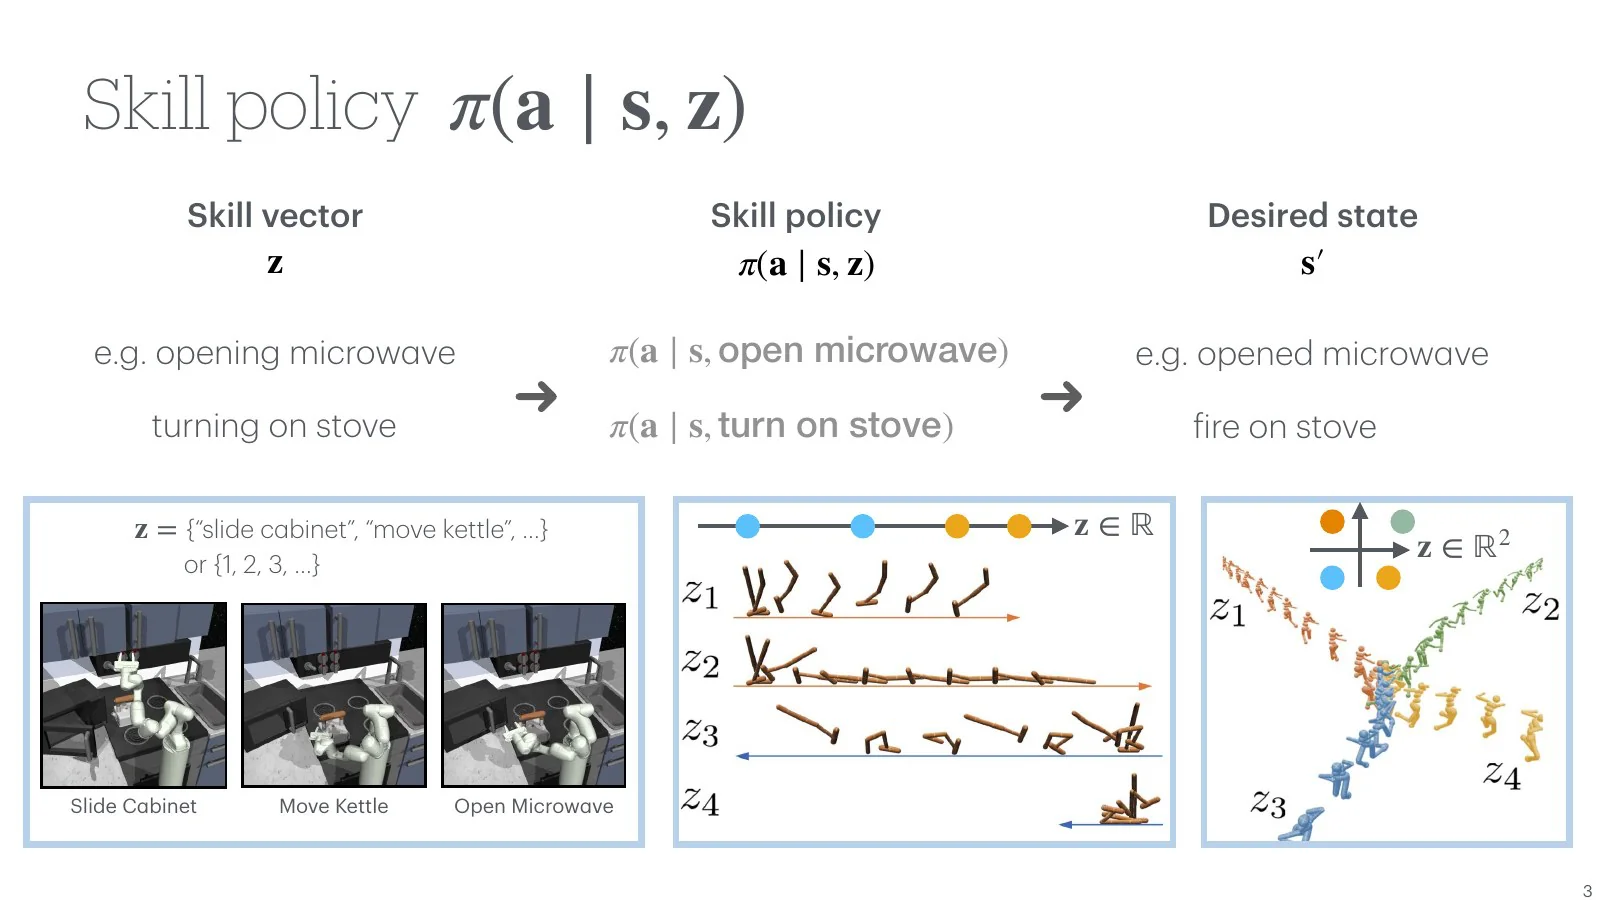 Skill policy π(a | s, z)
Skill vector
z
e.g. opening microwave
turning on stove
Skill policy
π(a | s, z)
π(a | s, open microwave)
π(a | s, turn on stove)
Desired state
s′
e.g. opened microwave
fire on stove
z = {“slide cabinet”, “move kettle”, ...}
or {1, 2, 3, ...}
Slide Cabinet
Move Kettle
Open Microwave
z ∈ ℝ
z₁
z₂
z₃
z₄
z ∈ ℝ²
z₁
z₂
z₃
z₄
3